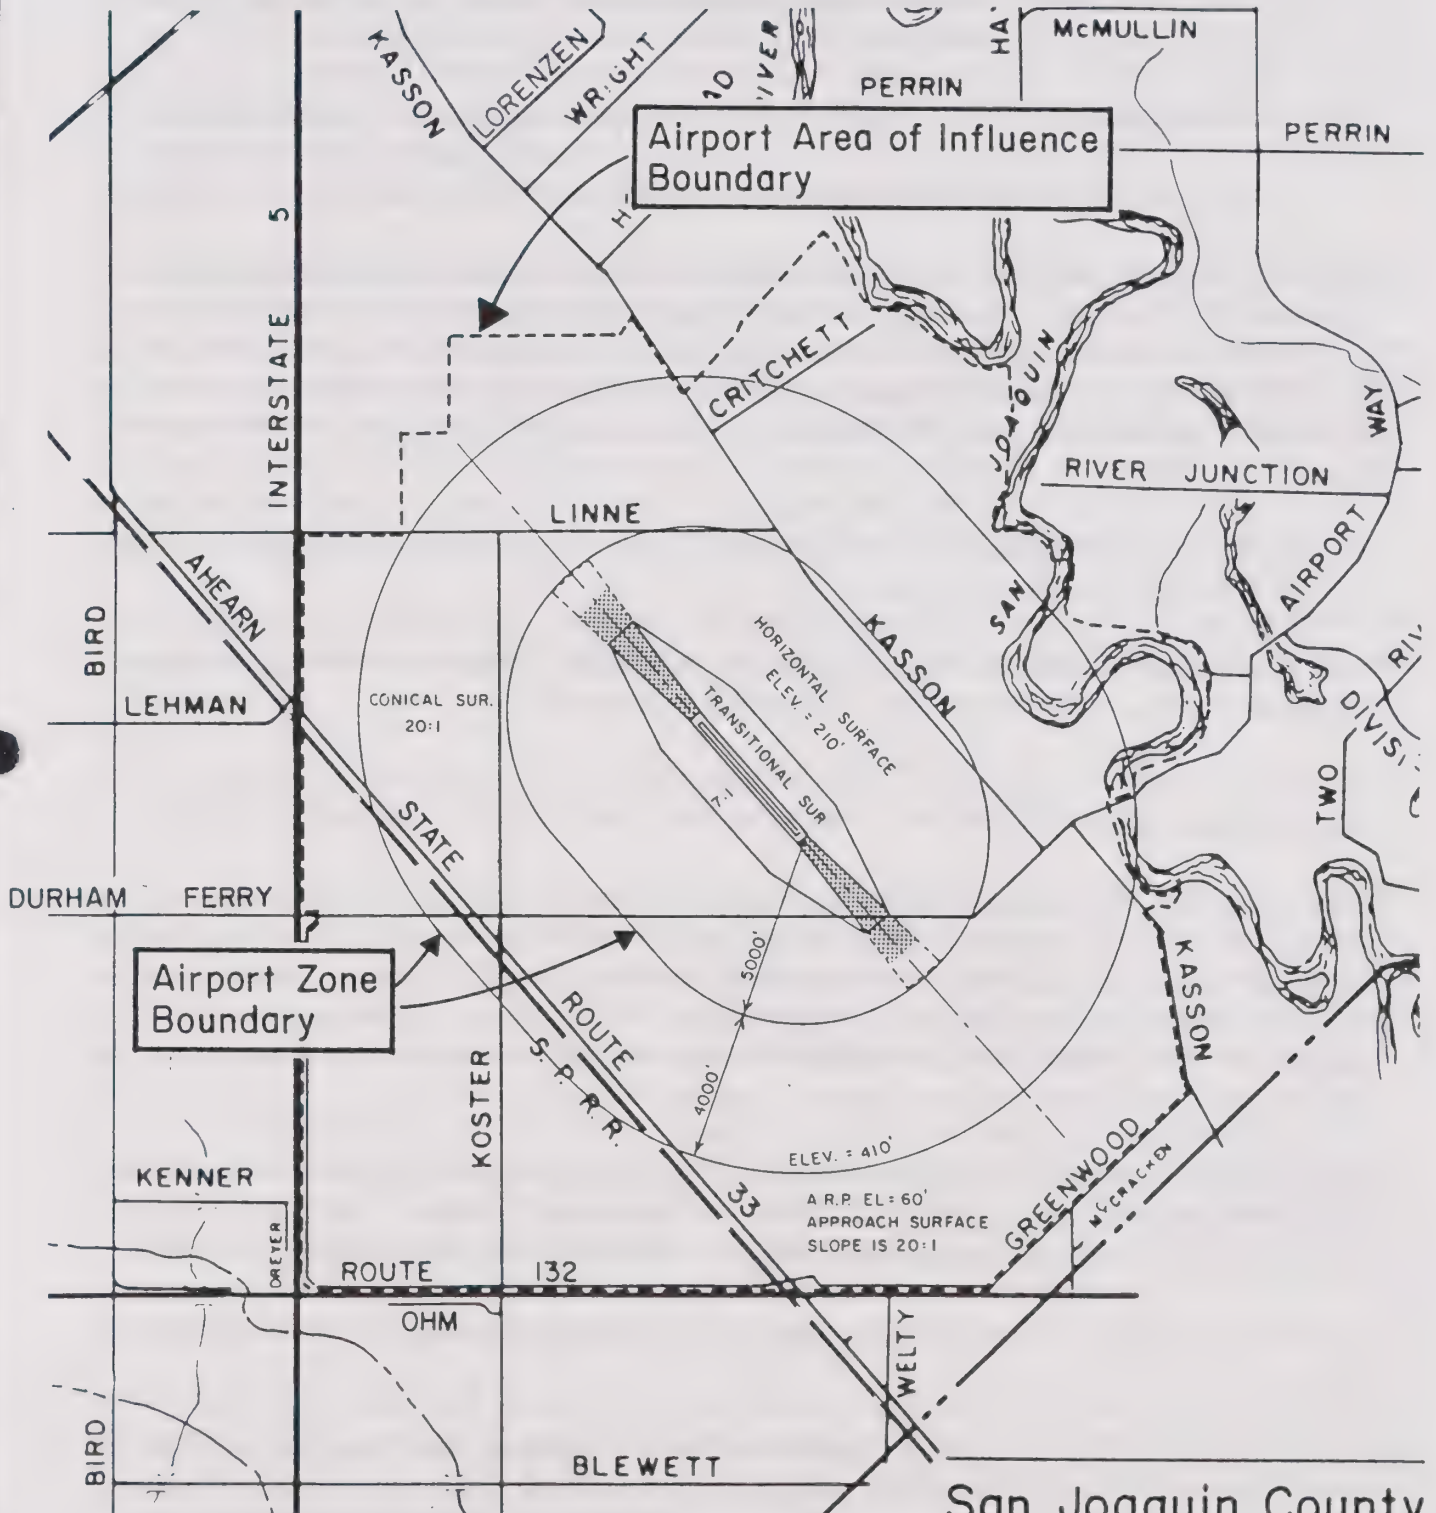 McMULLIN
KASSON
LORENZEN
WRIGHT
PERRIN
PERRIN
Airport Area of Influence
Boundary
INTERSTATE 5
CRITCHETT
SAN JOAQUIN
RIVER JUNCTION
AIRPORT WAY
LINNE
AHEARN
BIRD
LEHMAN
CONICAL SUR.
20:1
HORIZONTAL SURFACE
ELEV. = 210'
TRANSITIONAL SUR
7:1
KASSON
TWO
STATE ROUTE 33
DURHAM FERRY
Airport Zone
Boundary
5000'
4000'
KASSON
S. P. R. R.
KOSTER
ELEV. = 410'
GREENWOOD
McCRACKEN
KENNER
DREYER
A.R.P. EL = 60'
APPROACH SURFACE
SLOPE IS 20:1
ROUTE 132
OHM
WELTY
BIRD
BLEWETT
San Joaquin County